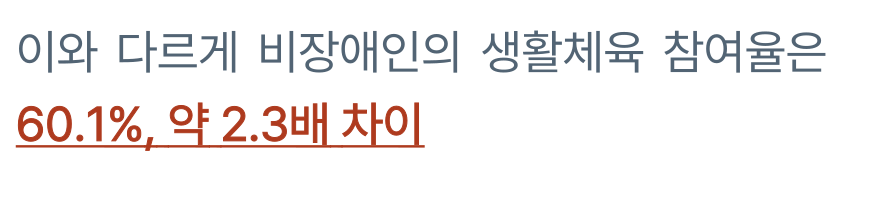 이와 다르게 비장애인의 생활체육 참여율은
60.1%, 약 2.3배 차이